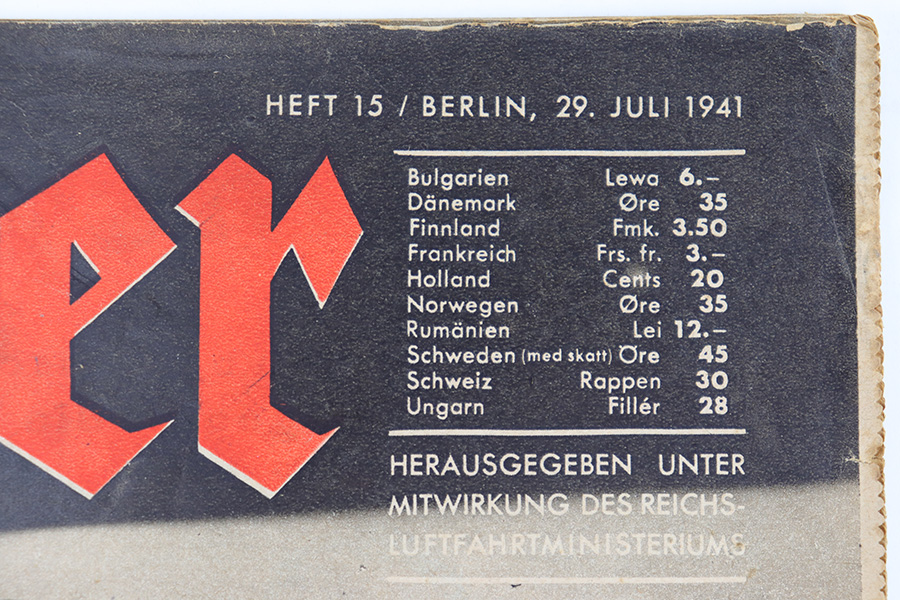 HEFT 15 / BERLIN, 29. JULI 1941
er
Bulgarien Lewa 6.–
Dänemark Øre 35
Finnland Fmk. 3.50
Frankreich Frs. fr. 3.–
Holland Cents 20
Norwegen Øre 35
Rumänien Lei 12.–
Schweden (med skatt) Öre 45
Schweiz Rappen 30
Ungarn Fillér 28
HERAUSGEGEBEN UNTER
MITWIRKUNG DES REICHS-
LUFTFAHRTMINISTERIUMS